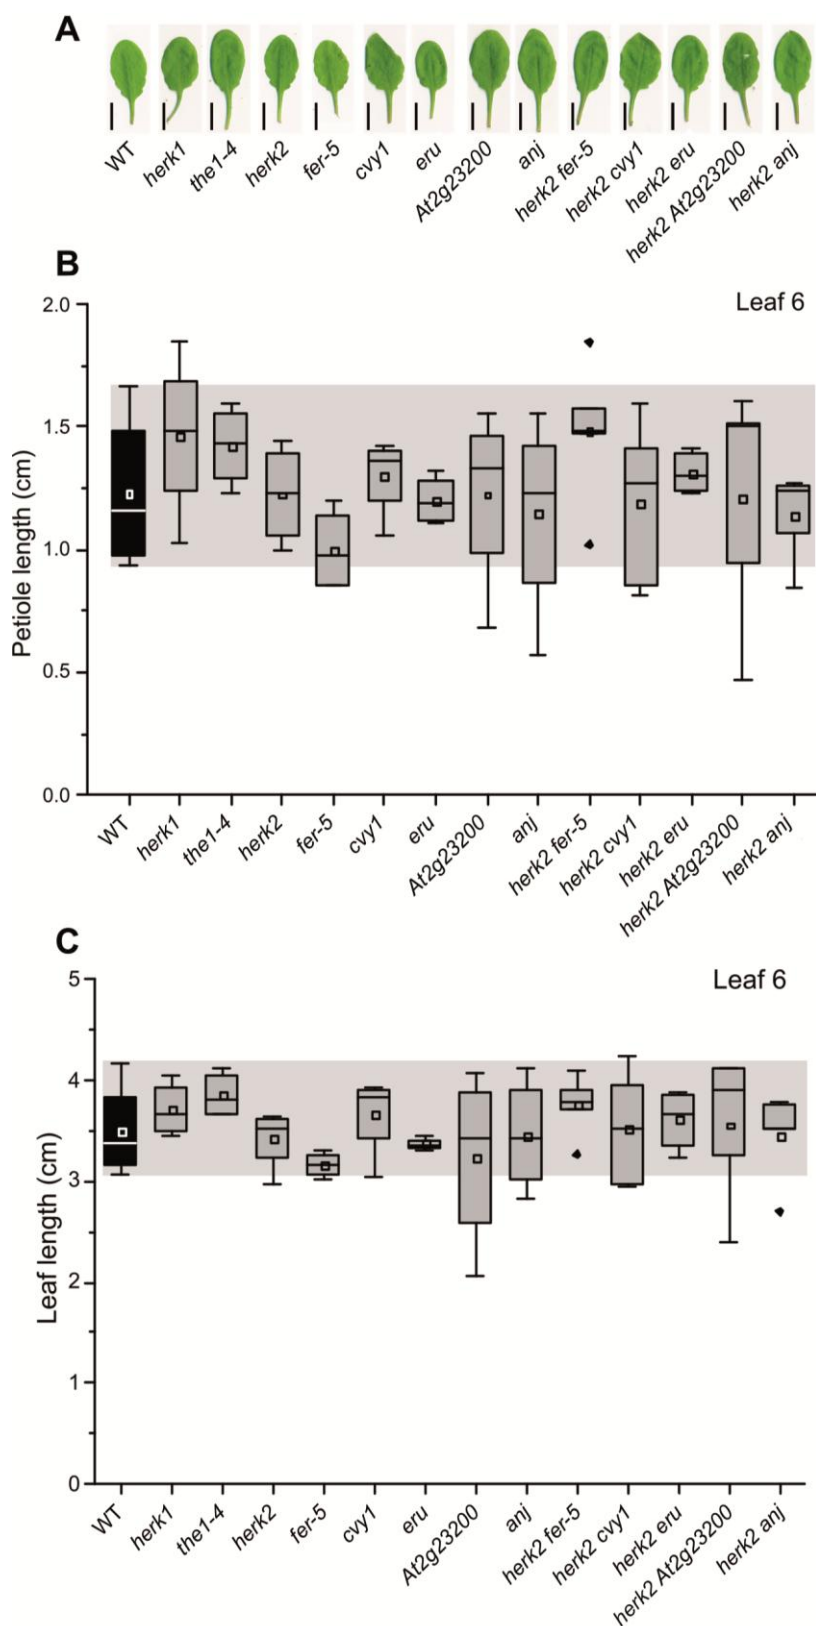 A
WT
herk1
the1-4
herk2
fer-5
cvy1
eru
At2g23200
anj
herk2 fer-5
herk2 cvy1
herk2 eru
herk2 At2g23200
herk2 anj
B
Leaf 6
Petiole length (cm)
2.0
1.5
1.0
0.5
0.0
WT
herk1
the1-4
herk2
fer-5
cvy1
eru
At2g23200
anj
herk2 fer-5
herk2 cvy1
herk2 eru
herk2 At2g23200
herk2 anj
C
Leaf 6
Leaf length (cm)
5
4
3
2
1
0
WT
herk1
the1-4
herk2
fer-5
cvy1
eru
At2g23200
anj
herk2 fer-5
herk2 cvy1
herk2 eru
herk2 At2g23200
herk2 anj